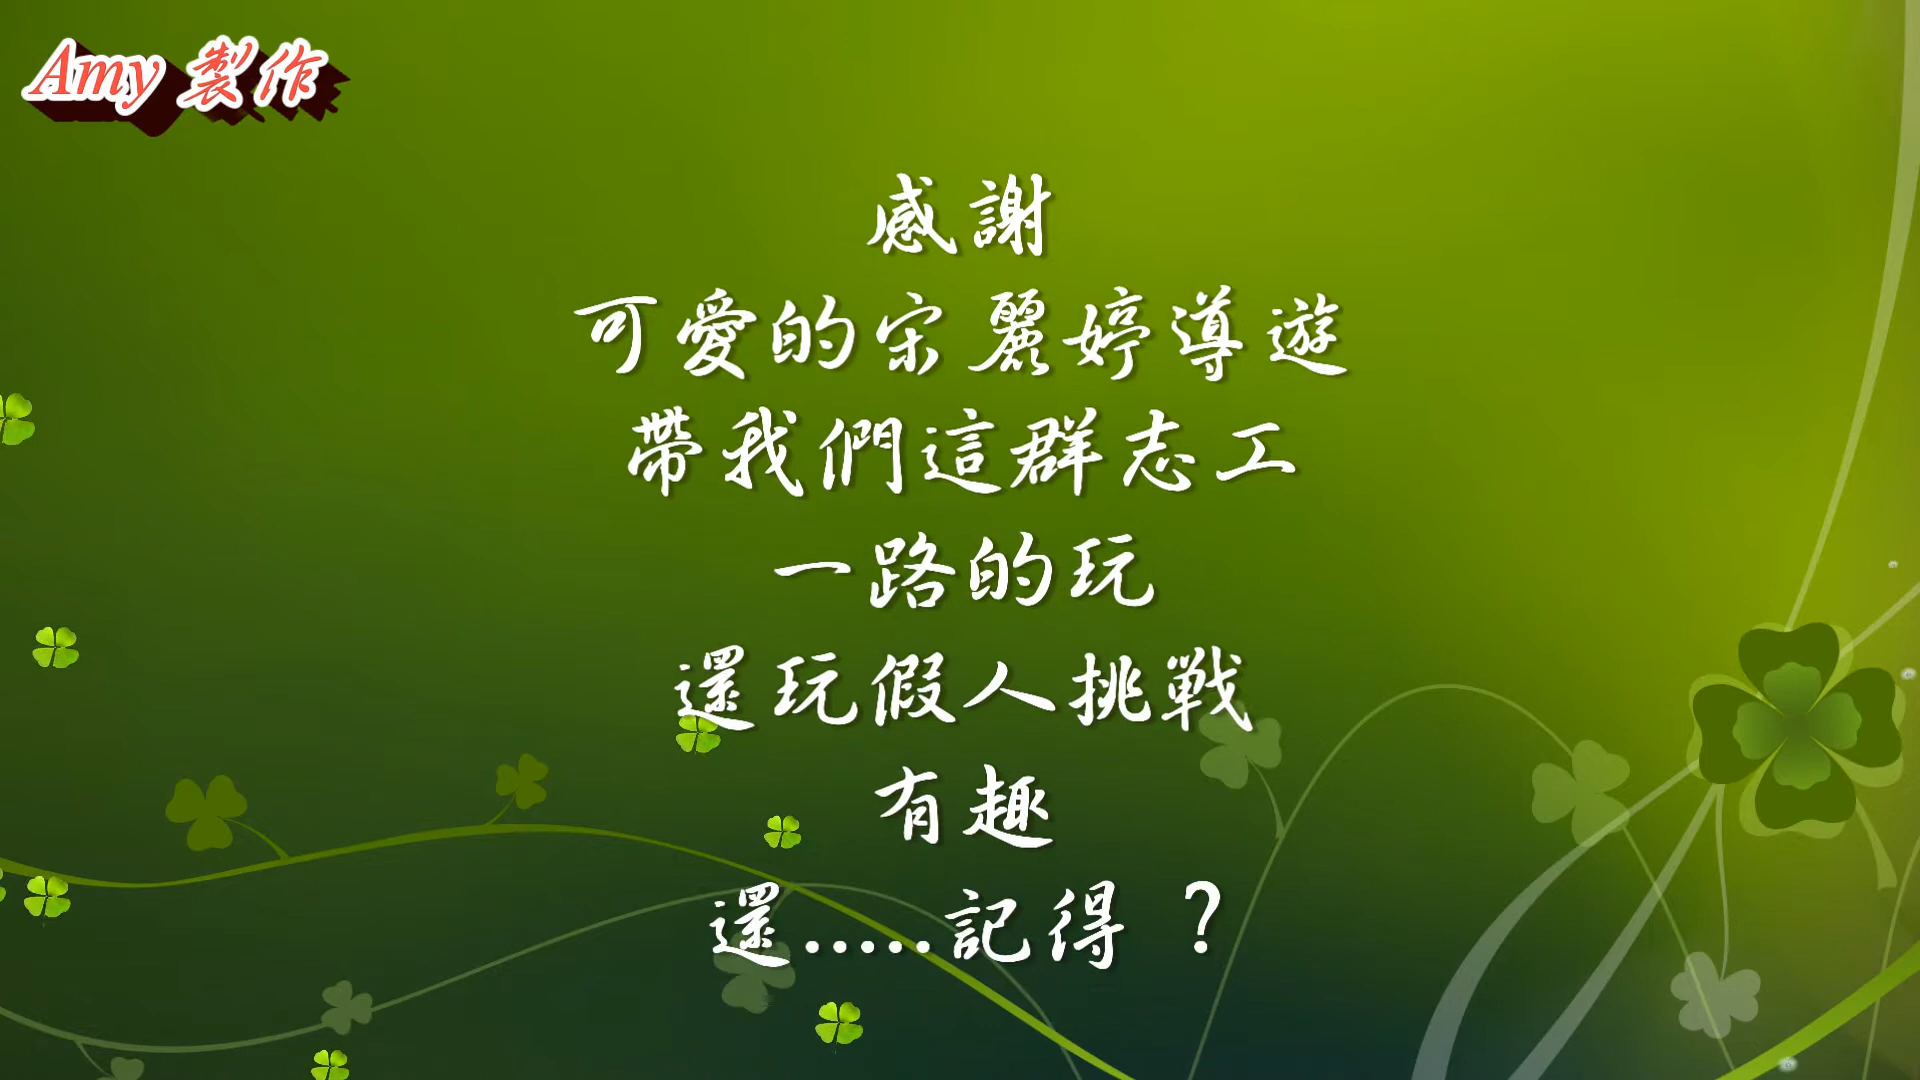 Amy 製作
感謝
可愛的宋麗婷導遊
帶我們這群志工
一路的玩
還玩假人挑戰
有趣
還.....記得 ?